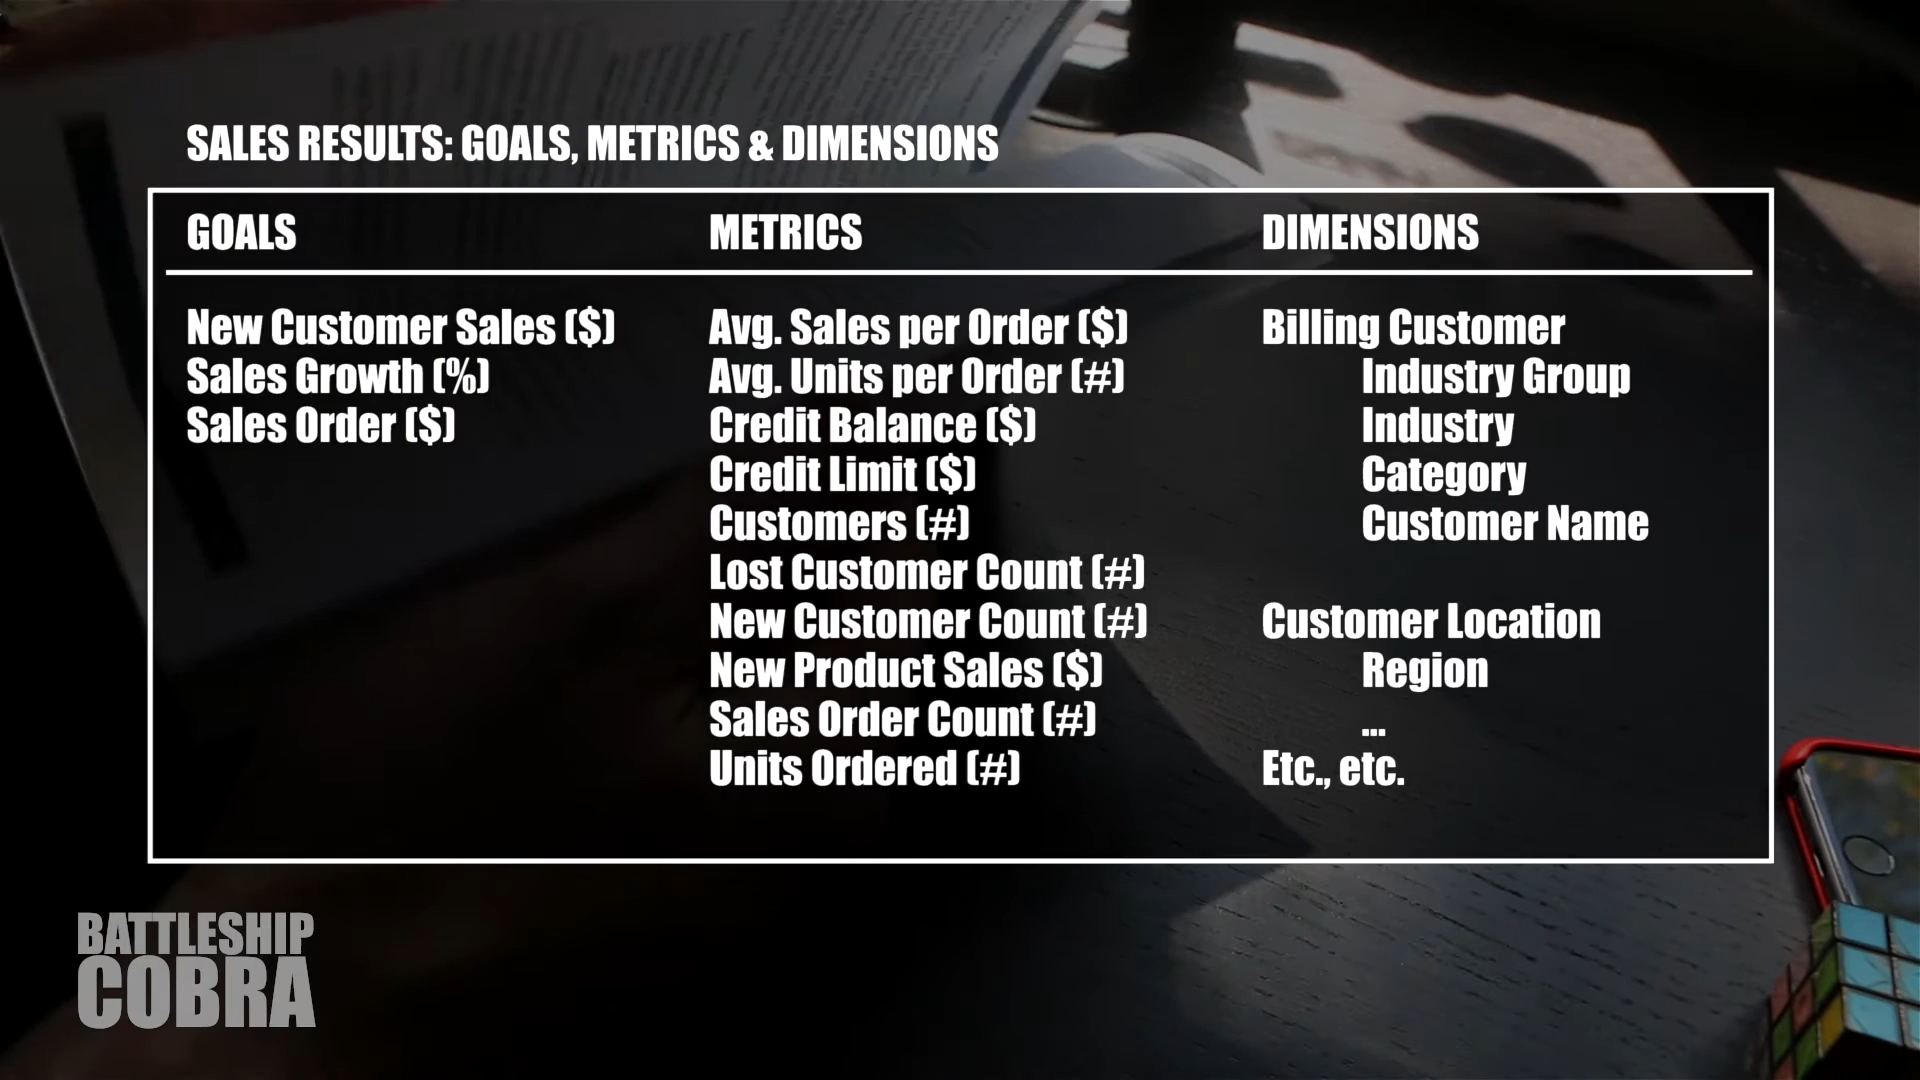 SALES RESULTS: GOALS, METRICS & DIMENSIONS
GOALS
New Customer Sales ($)
Sales Growth (%)
Sales Order ($)
METRICS
Avg. Sales per Order ($)
Avg. Units per Order (#)
Credit Balance ($)
Credit Limit ($)
Customers (#)
Lost Customer Count (#)
New Customer Count (#)
New Product Sales ($)
Sales Order Count (#)
Units Ordered (#)
DIMENSIONS
Billing Customer
Industry Group
Industry
Category
Customer Name
Customer Location
Region
...
Etc., etc.
BATTLESHIP
COBRA